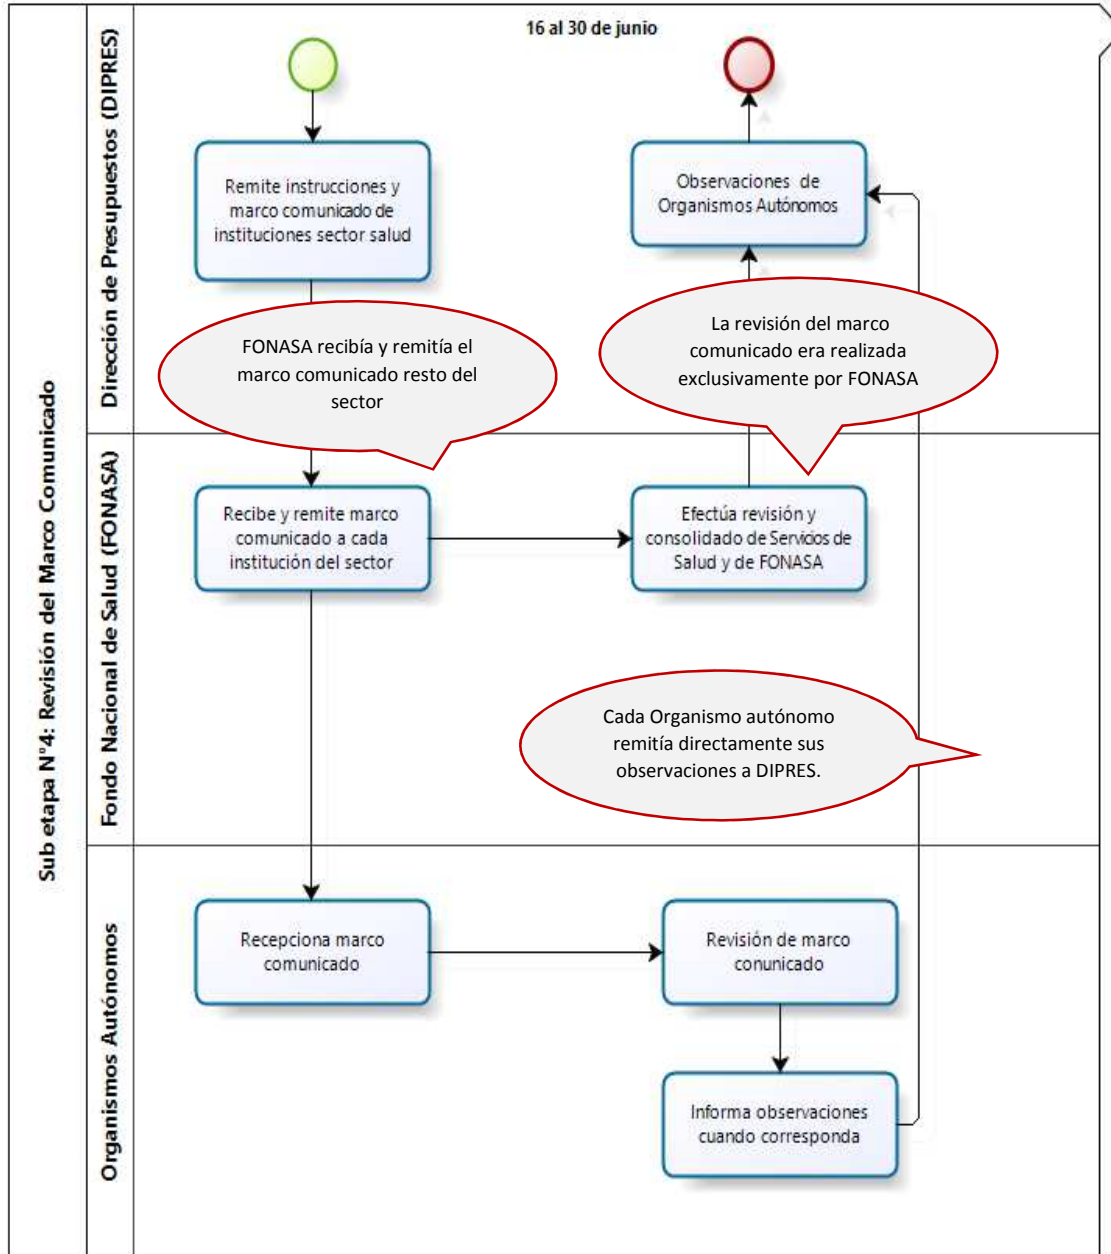 Sub etapa N°4: Revisión del Marco Comunicado
Dirección de Presupuestos (DIPRES)
16 al 30 de junio
Remite instrucciones y
marco comunicado de
instituciones sector salud
Observaciones de
Organismos Autónomos
FONASA recibía y remitía el
marco comunicado resto del
sector
La revisión del marco
comunicado era realizada
exclusivamente por FONASA
Fondo Nacional de Salud (FONASA)
Recibe y remite marco
comunicado a cada
institución del sector
Efectúa revisión y
consolidado de Servicios de
Salud y de FONASA
Cada Organismo autónomo
remitía directamente sus
observaciones a DIPRES.
Organismos Autónomos
Recepciona marco
comunicado
Revisión de marco
conunicado
Informa observaciones
cuando corresponda